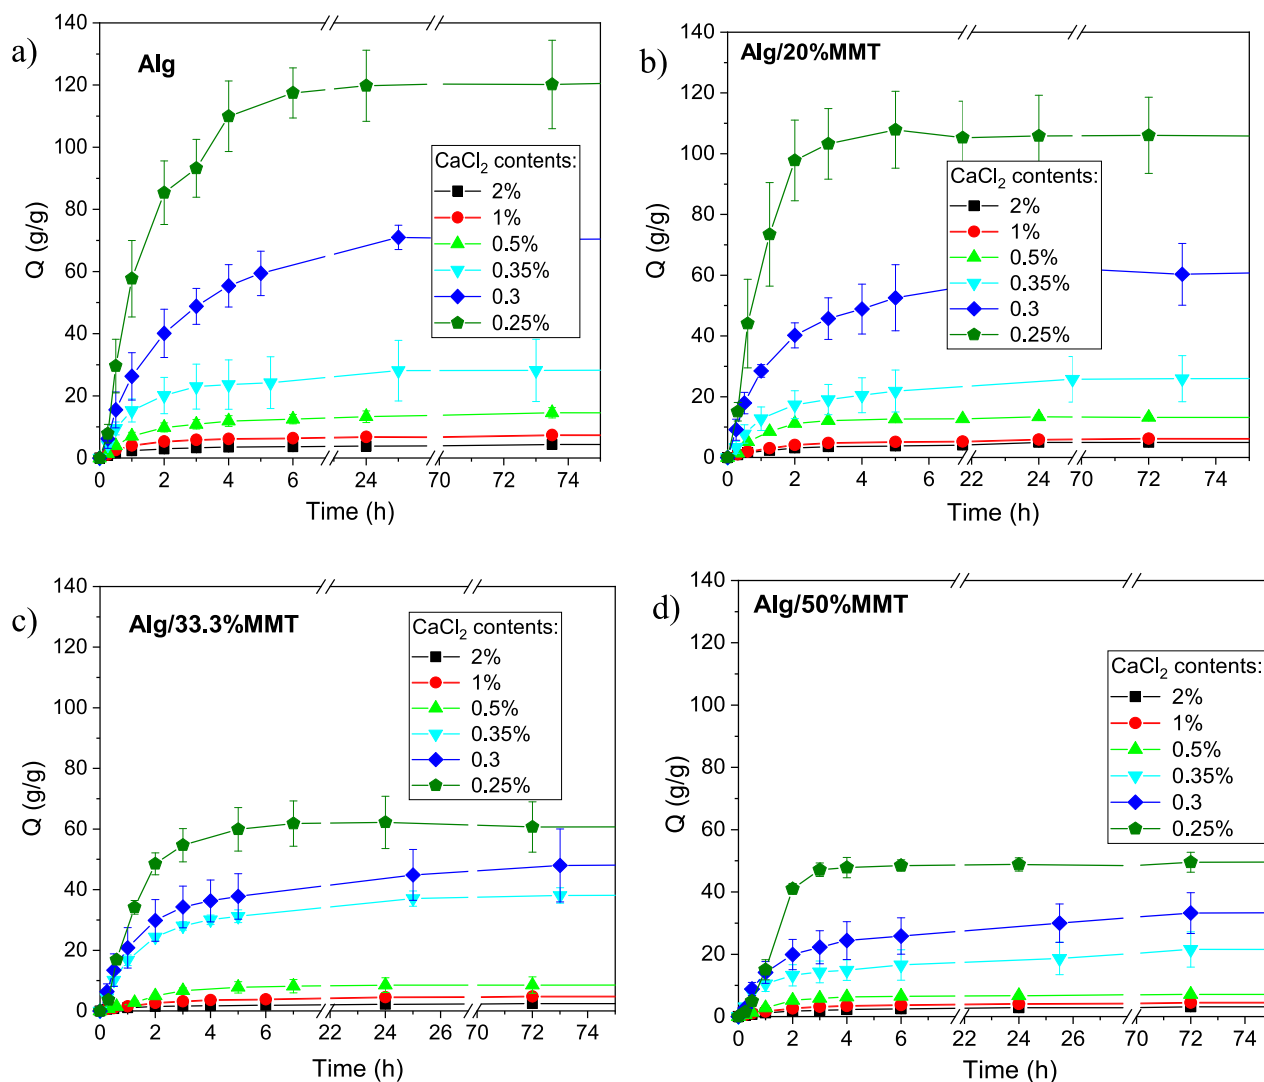 a)
Alg
Q (g/g)
140
120
100
80
60
40
20
0
CaCl₂ contents:
2%
1%
0.5%
0.35%
0.3
0.25%
0 2 4 6 24 70 74
Time (h)
b)
Alg/20%MMT
Q (g/g)
140
120
100
80
60
40
20
0
CaCl₂ contents:
2%
1%
0.5%
0.35%
0.3
0.25%
0 2 4 6 22 24 70 72 74
Time (h)
c)
Alg/33.3%MMT
Q (g/g)
140
120
100
80
60
40
20
0
CaCl₂ contents:
2%
1%
0.5%
0.35%
0.3
0.25%
0 2 4 6 22 24 26 70 72 74
Time (h)
d)
Alg/50%MMT
Q (g/g)
140
120
100
80
60
40
20
0
CaCl₂ contents:
2%
1%
0.5%
0.35%
0.3
0.25%
0 2 4 6 22 24 26 70 72 74
Time (h)